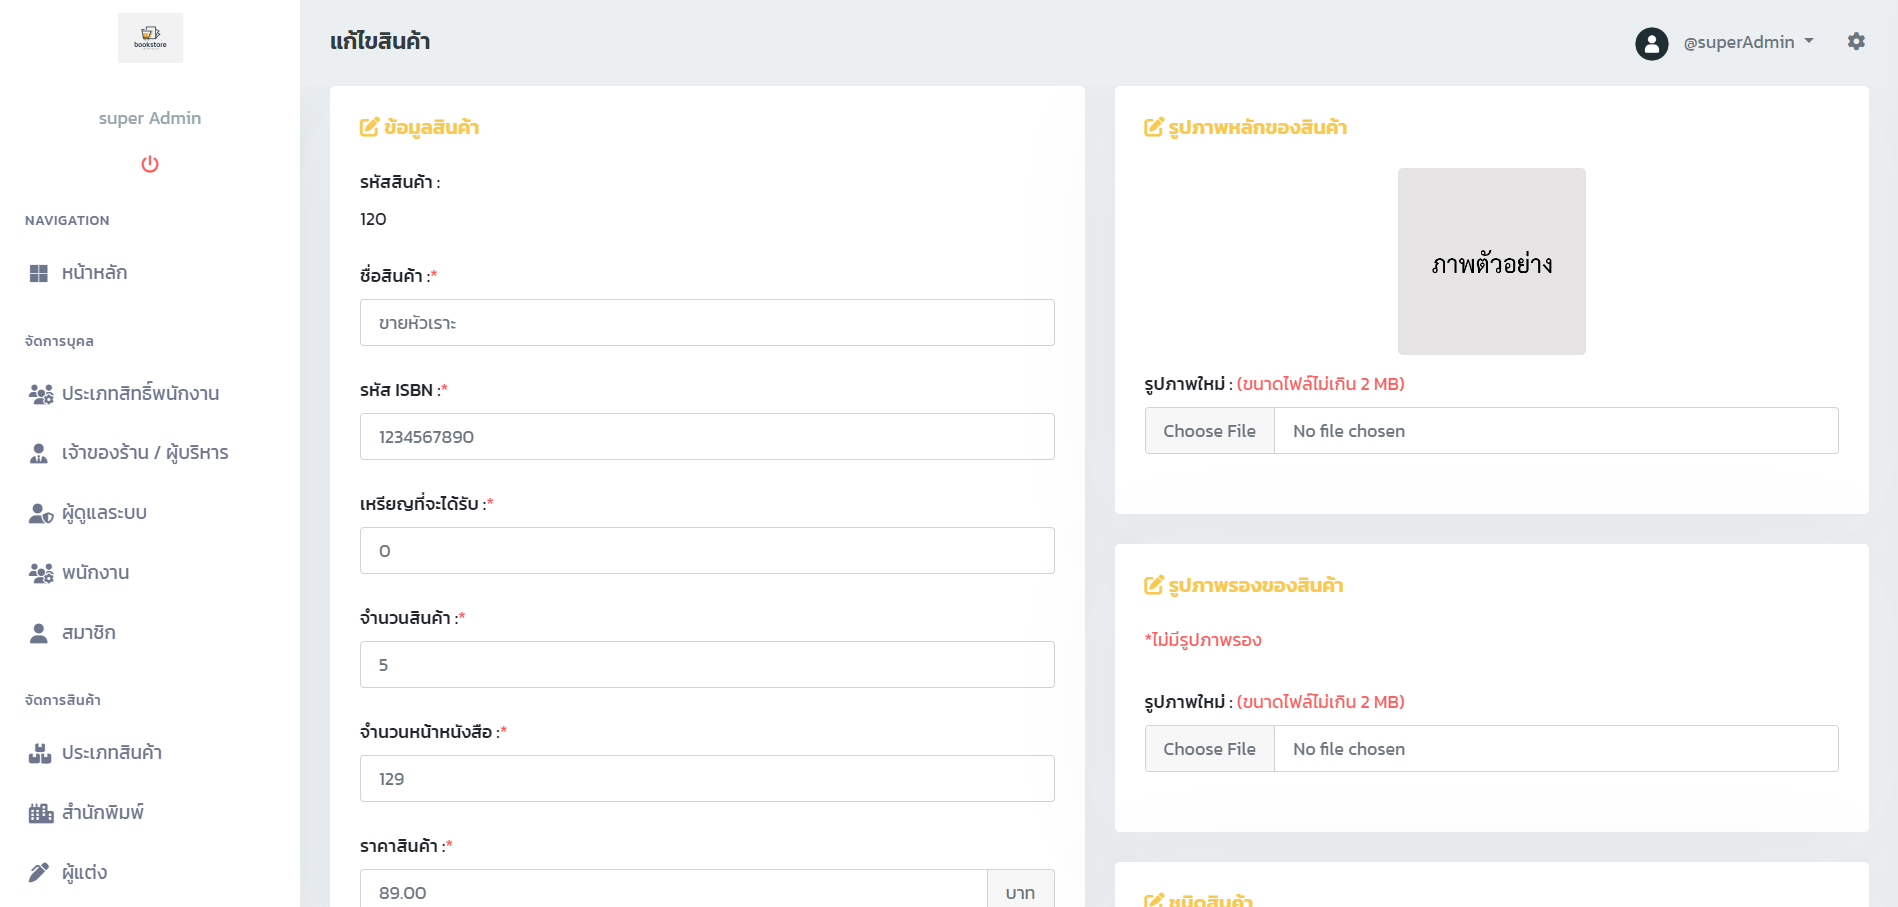 bookstore
super Admin
NAVIGATION
หน้าหลัก
จัดการบุคล
ประเภทสิทธิ์พนักงาน
เจ้าของร้าน / ผู้บริหาร
ผู้ดูแลระบบ
พนักงาน
สมาชิก
จัดการสินค้า
ประเภทสินค้า
สำนักพิมพ์
ผู้แต่ง
แก้ไขสินค้า
@superAdmin
ข้อมูลสินค้า
รหัสสินค้า :
120
ชื่อสินค้า :*
ขายหัวเราะ
รหัส ISBN :*
1234567890
เหรียญที่จะได้รับ :*
0
จำนวนสินค้า :*
5
จำนวนหน้าหนังสือ :*
129
ราคาสินค้า :*
89.00 บาท
รูปภาพหลักของสินค้า
ภาพตัวอย่าง
รูปภาพใหม่ : (ขนาดไฟล์ไม่เกิน 2 MB)
Choose File No file chosen
รูปภาพรองของสินค้า
*ไม่มีรูปภาพรอง
รูปภาพใหม่ : (ขนาดไฟล์ไม่เกิน 2 MB)
Choose File No file chosen
ชนิดสินค้า